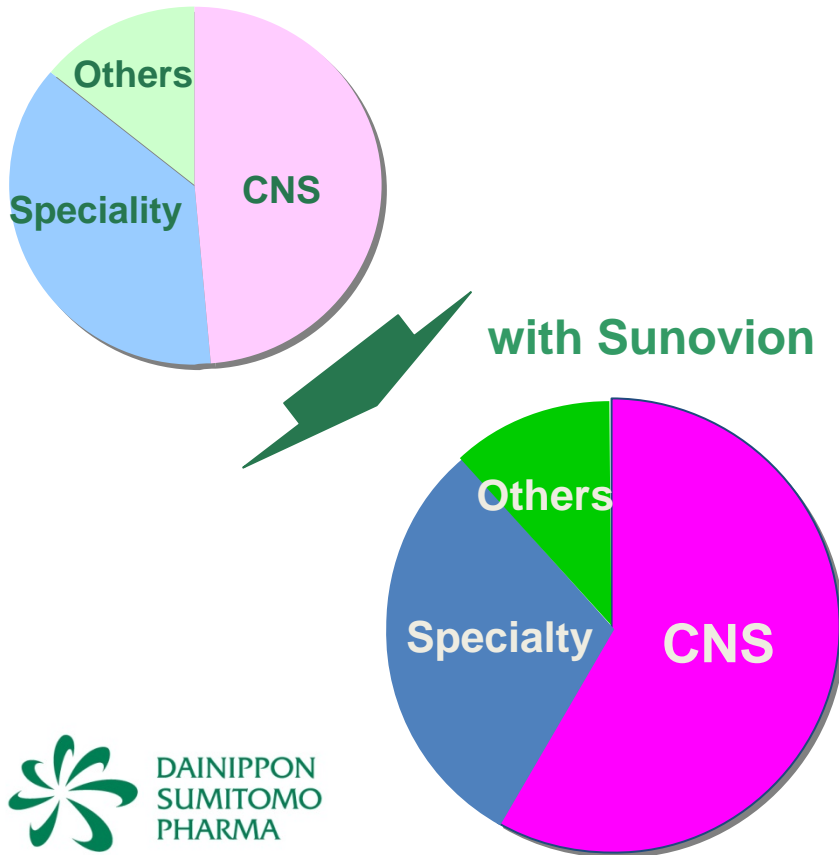 Others
CNS
Speciality
with Sunovion
Others
Specialty
CNS
DAINIPPON
SUMITOMO
PHARMA